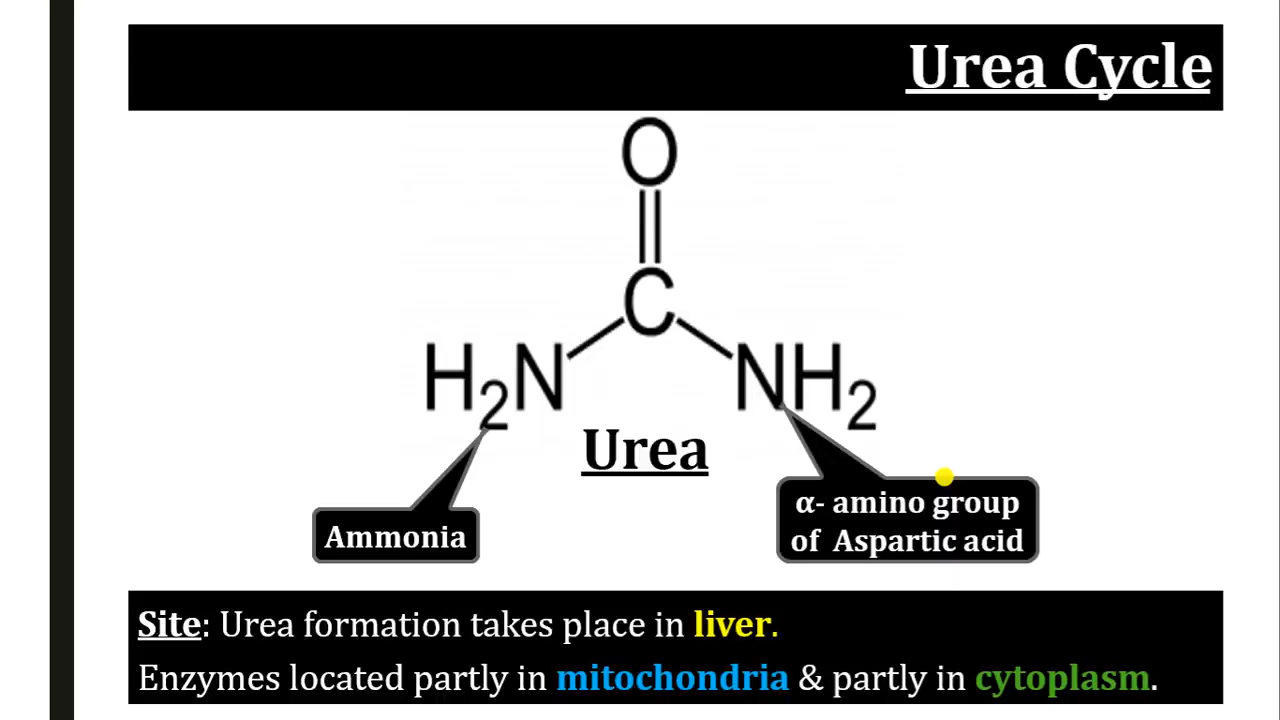 Urea Cycle
O
C
H₂N
NH₂
Urea
Ammonia
α- amino group
of Aspartic acid
Site: Urea formation takes place in liver.
Enzymes located partly in mitochondria & partly in cytoplasm.